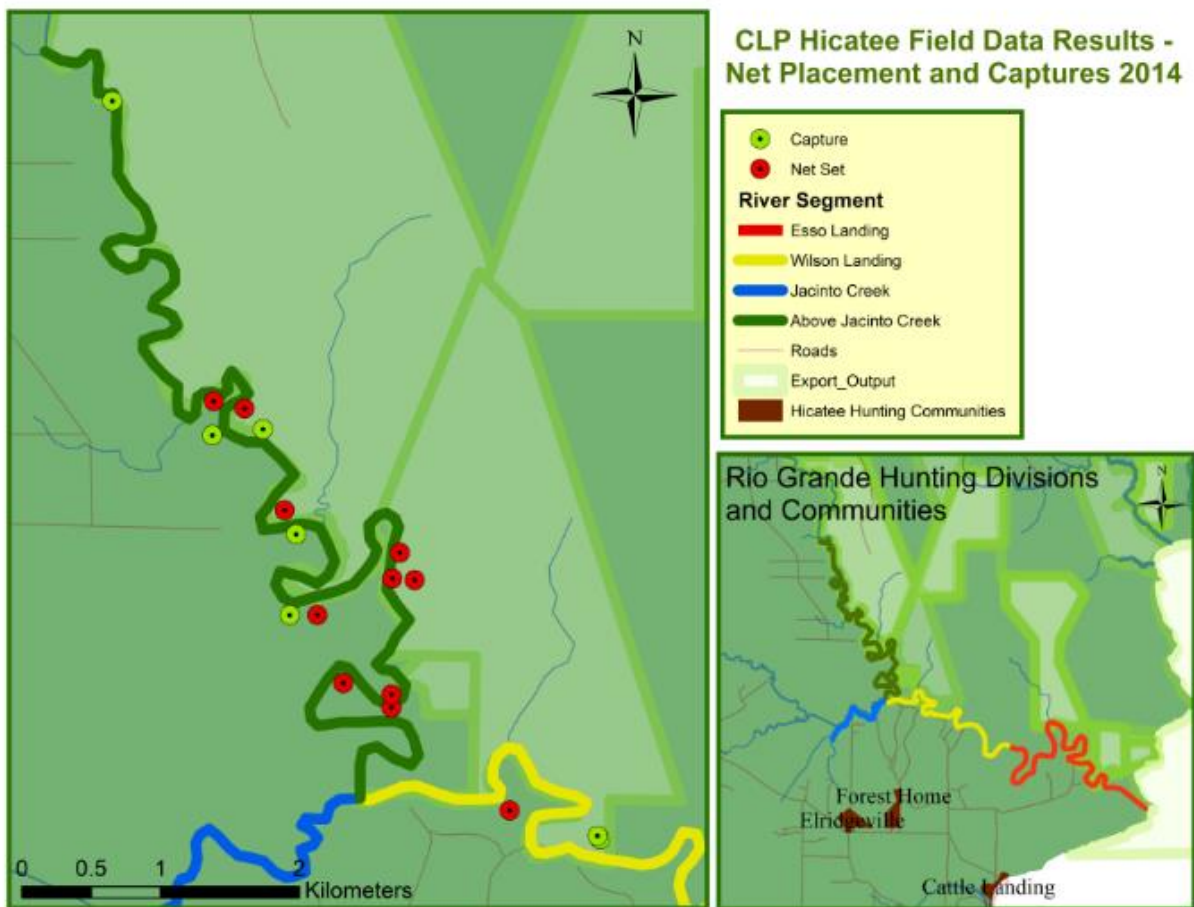 CLP Hicatee Field Data Results -
Net Placement and Captures 2014
N
Capture
Net Set
River Segment
Esso Landing
Wilson Landing
Jacinto Creek
Above Jacinto Creek
Roads
Export_Output
Hicatee Hunting Communities
0 0.5 1 2
Kilometers
Rio Grande Hunting Divisions
and Communities
N
Forest Home
Elridgeville
Cattle Landing